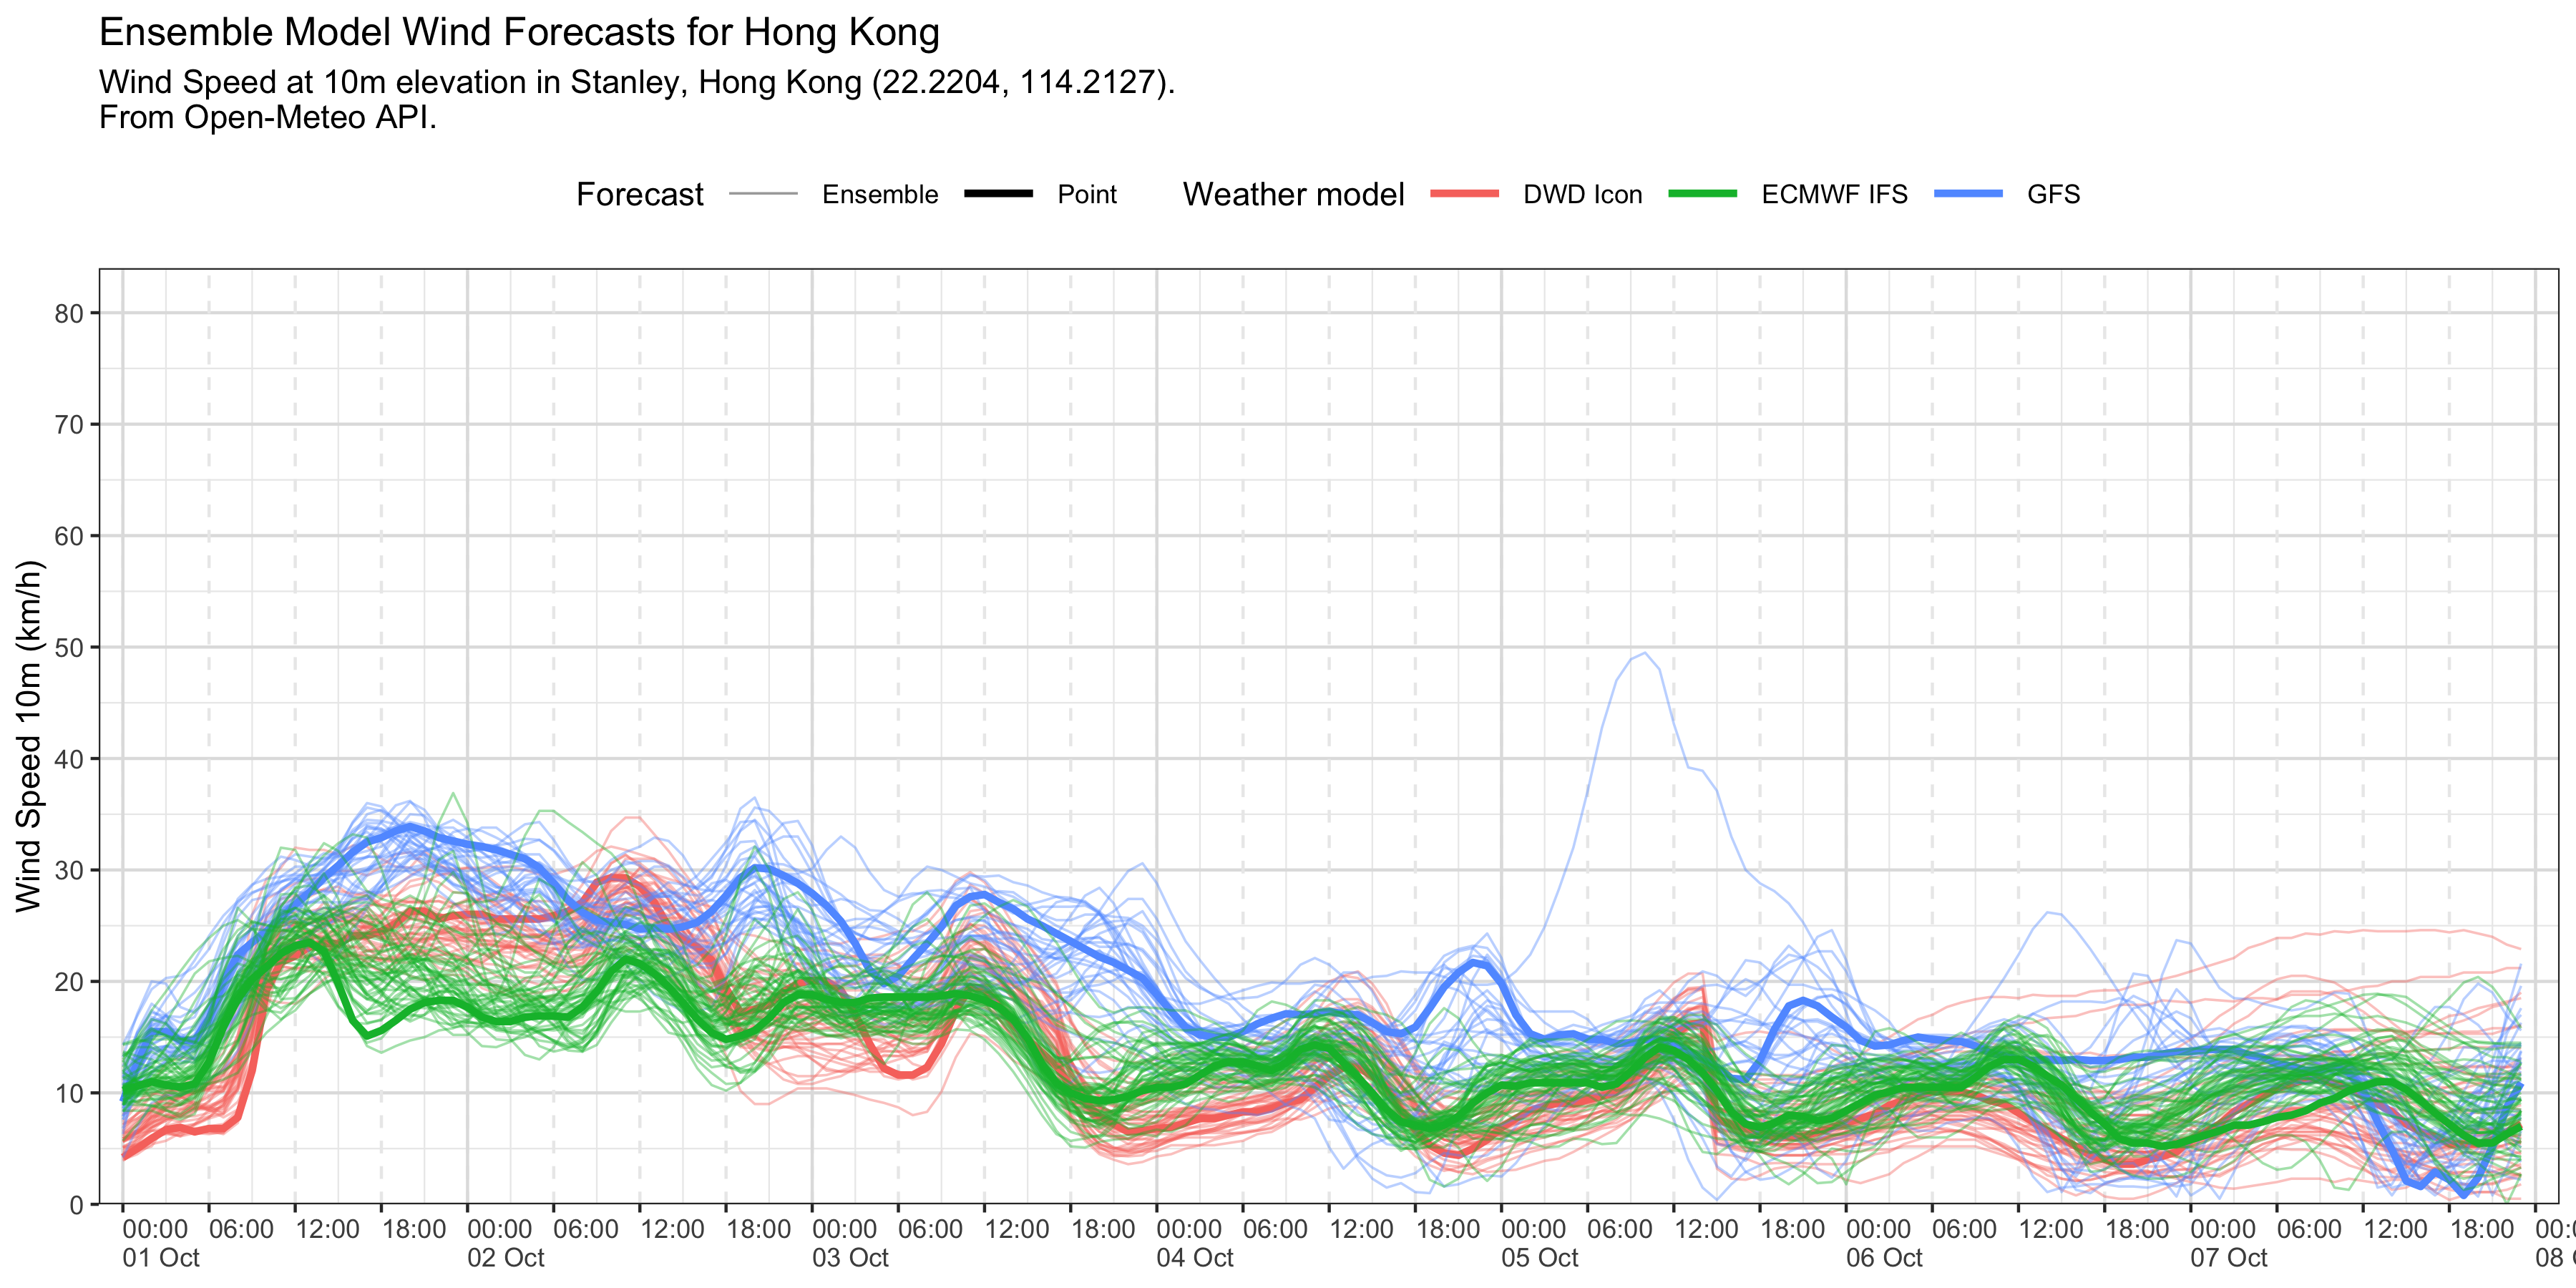 Ensemble Model Wind Forecasts for Hong Kong
Wind Speed at 10m elevation in Stanley, Hong Kong (22.2204, 114.2127).
From Open-Meteo API.
Forecast Ensemble Point Weather model DWD Icon ECMWF IFS GFS
Wind Speed 10m (km/h)
80
70
60
50
40
30
20
10
0
00:00 06:00 12:00 18:00 00:00 06:00 12:00 18:00 00:00 06:00 12:00 18:00 00:00 06:00 12:00 18:00 00:00 06:00 12:00 18:00 00:00 06:00 12:00 18:00 00:00 06:00 12:00 18:00
01 Oct 02 Oct 03 Oct 04 Oct 05 Oct 06 Oct 07 Oct 08